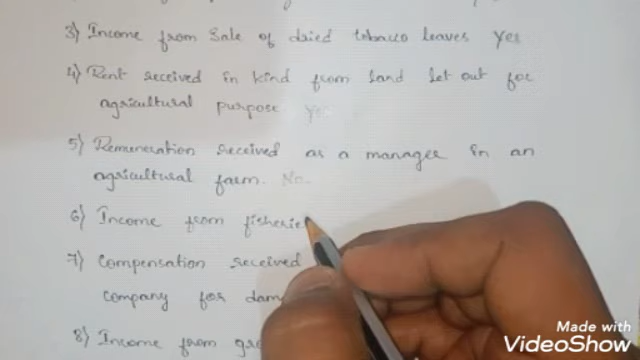 3) Income from Sale of dried tobacco leaves Yes
4) Rent received in kind from land let out for
agricultural purpose Yes
5) Remuneration received as a manager in an
agricultural farm. No.
6) Income from
7) Compensation received
company for
8) Income from
Made with
VideoShow